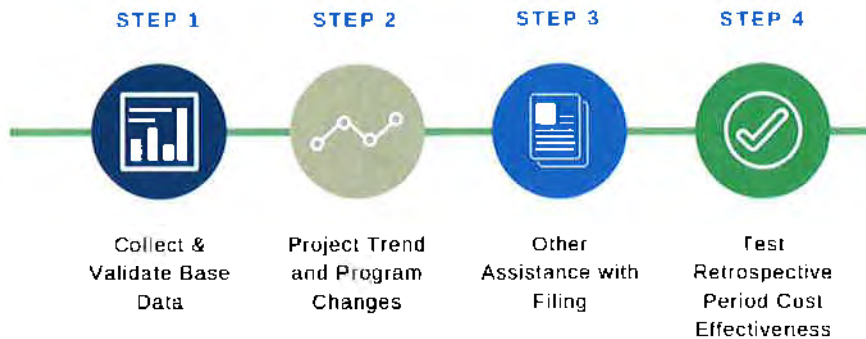 STEP 1
Collect &
Validate Base
Data
STEP 2
Project Trend
and Program
Changes
STEP 3
Other
Assistance with
Filing
STEP 4
Test
Retrospective
Period Cost
Effectiveness